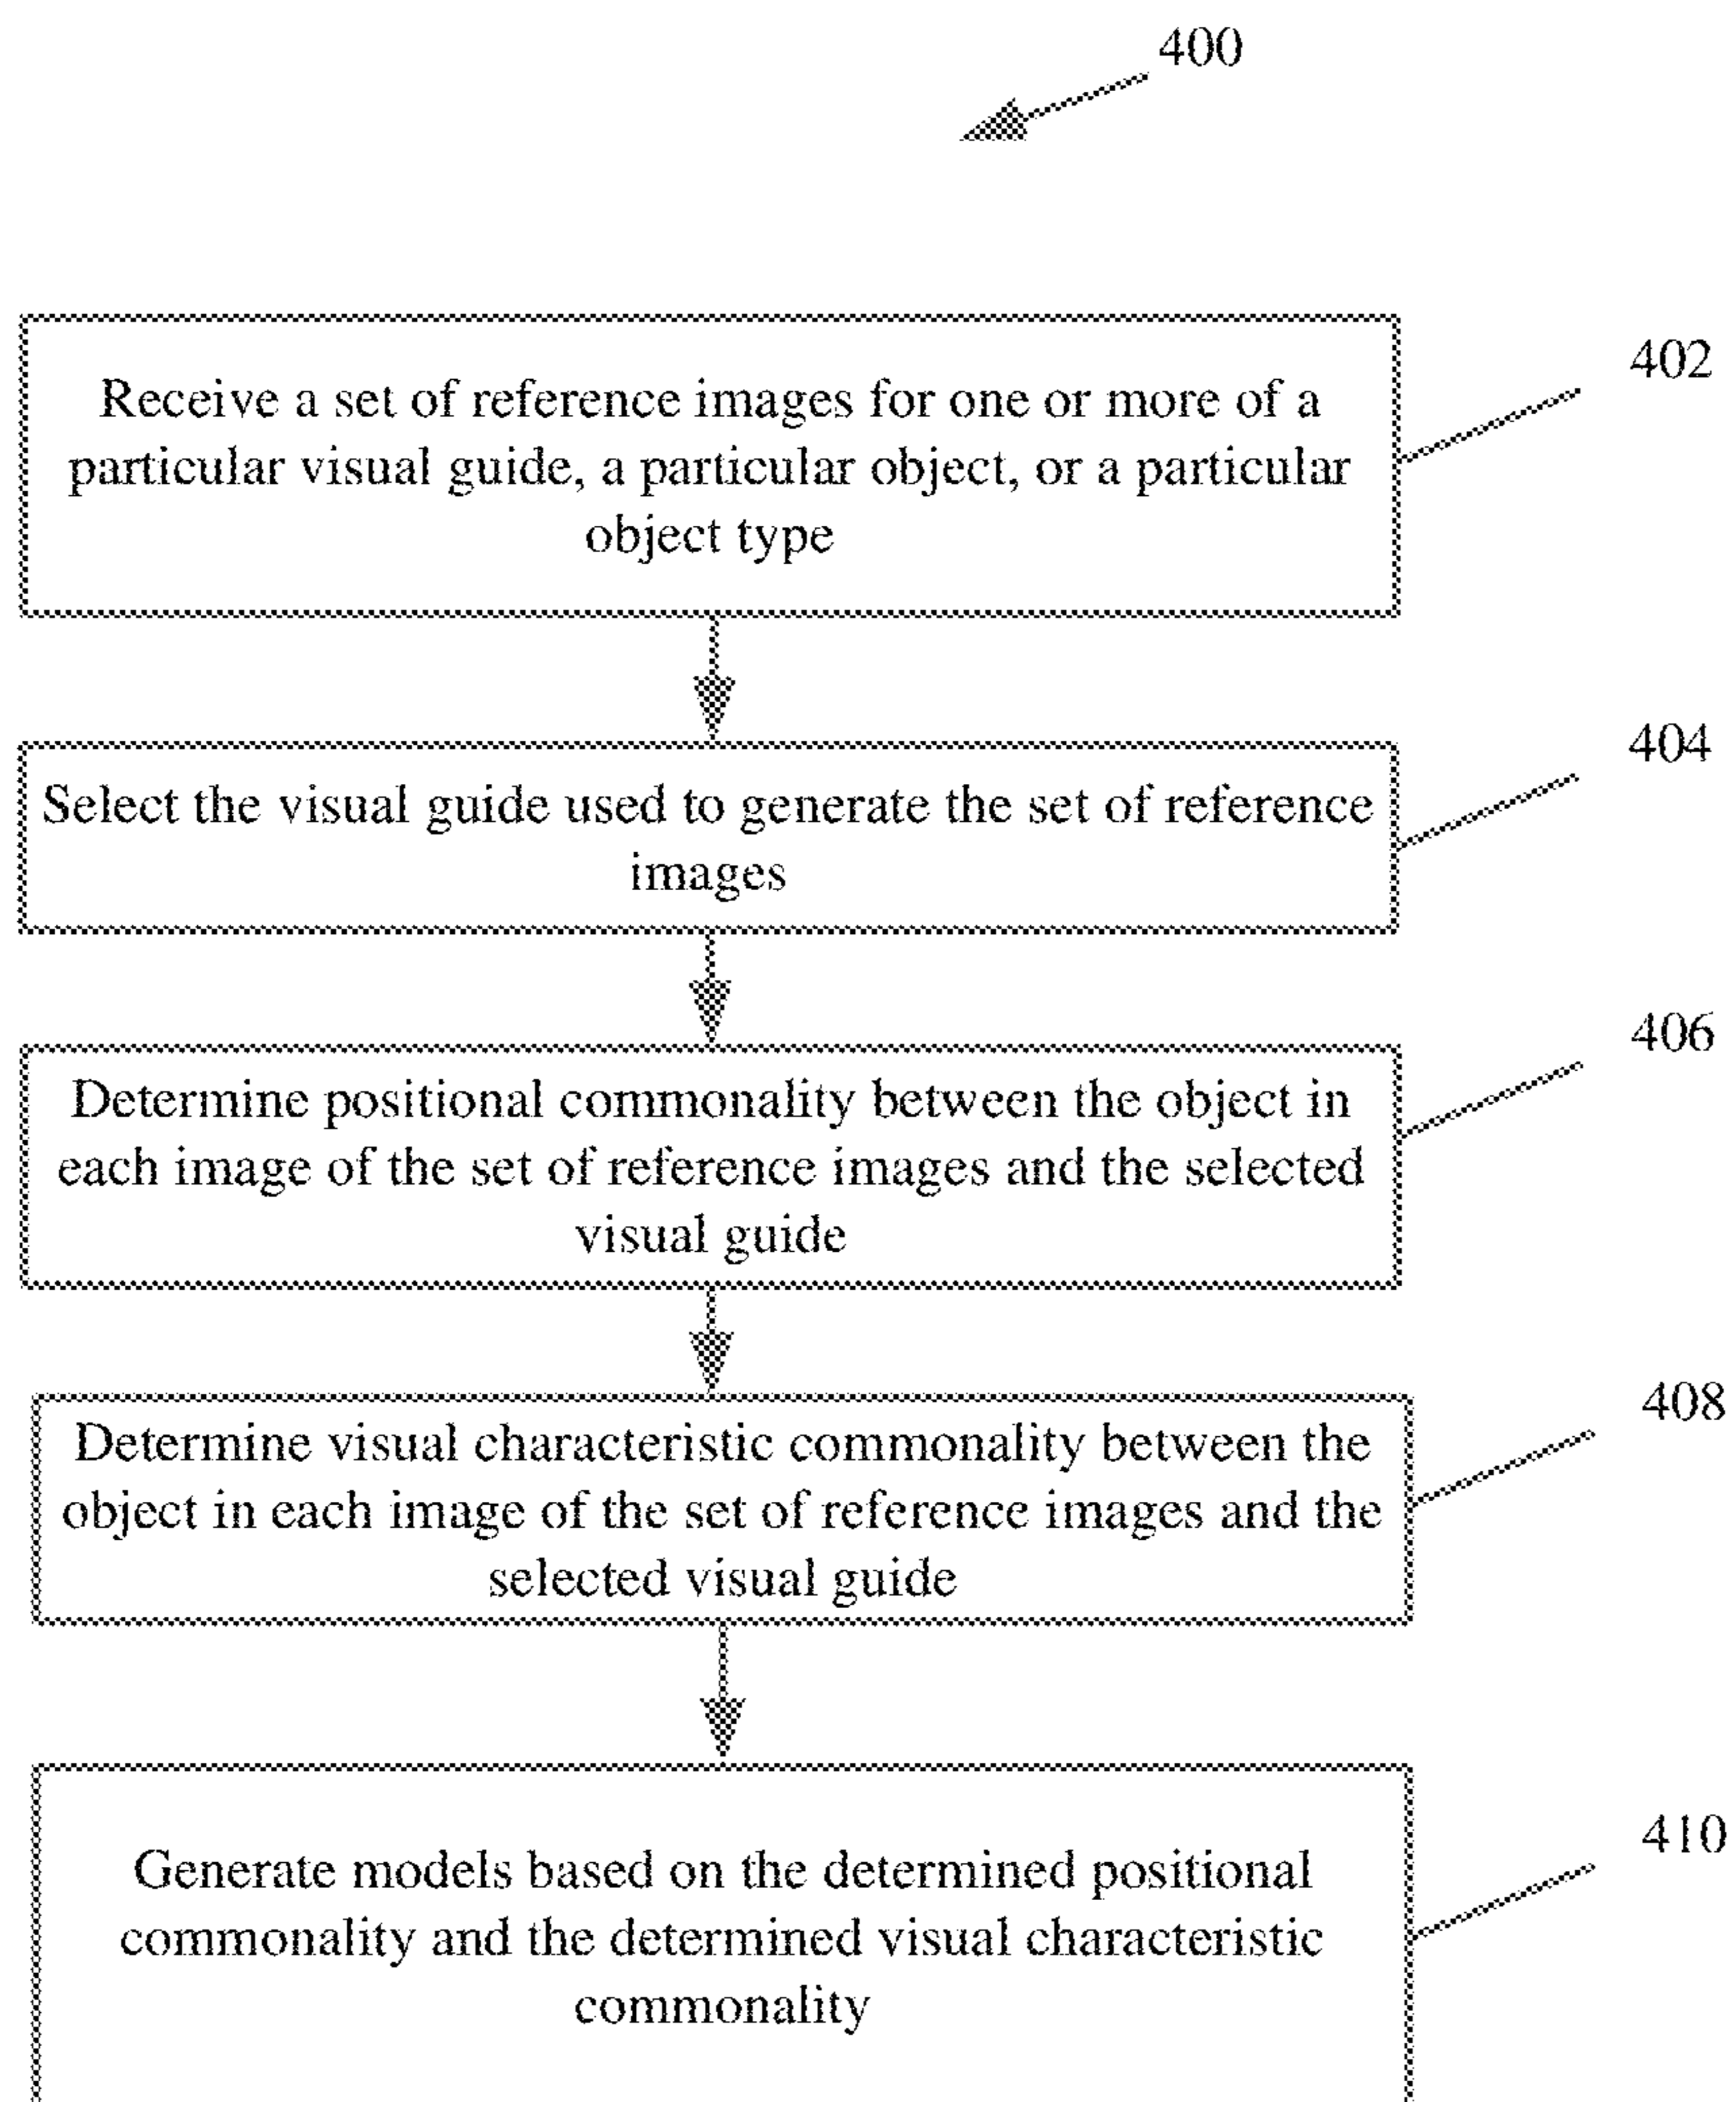 400
402
Receive a set of reference images for one or more of a
particular visual guide, a particular object, or a particular
object type
404
Select the visual guide used to generate the set of reference
images
406
Determine positional commonality between the object in
each image of the set of reference images and the selected
visual guide
408
Determine visual characteristic commonality between the
object in each image of the set of reference images and the
selected visual guide
410
Generate models based on the determined positional
commonality and the determined visual characteristic
commonality